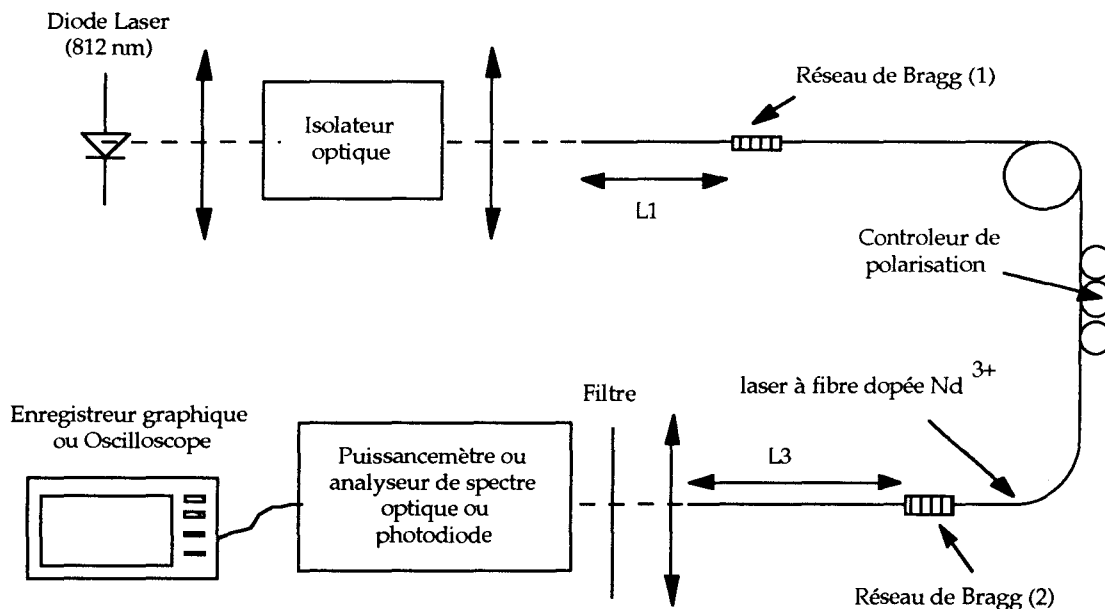 Diode Laser
(812 nm)
Isolateur
optique
Réseau de Bragg (1)
L1
Controleur de
polarisation
laser à fibre dopée Nd 3+
Filtre
Enregistreur graphique
ou Oscilloscope
Puissancemètre ou
analyseur de spectre
optique ou
photodiode
L3
Réseau de Bragg (2)